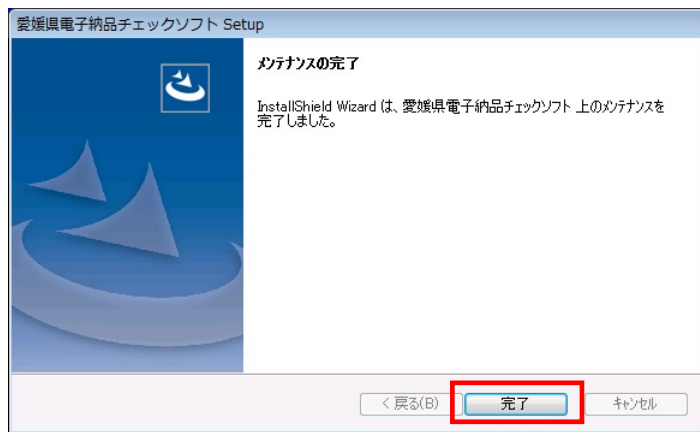 愛媛県電子納品チェックソフト Setup
メンテナンスの完了
InstallShield Wizard は、愛媛県電子納品チェックソフト 上のメンテナンスを
完了しました。
< 戻る(B)
完了
キャンセル